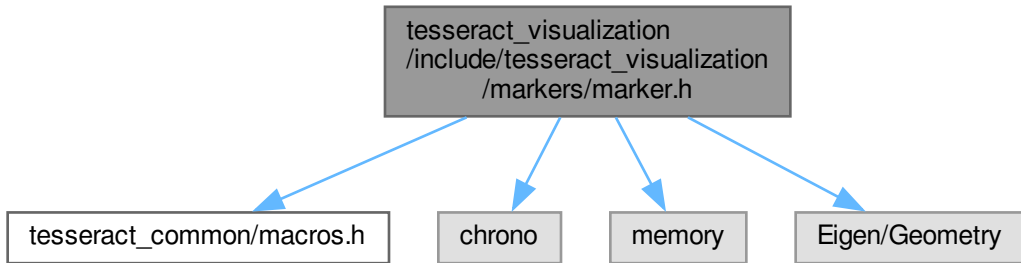 tesseract_visualization
/include/tesseract_visualization
/markers/marker.h
tesseract_common/macros.h
chrono
memory
Eigen/Geometry